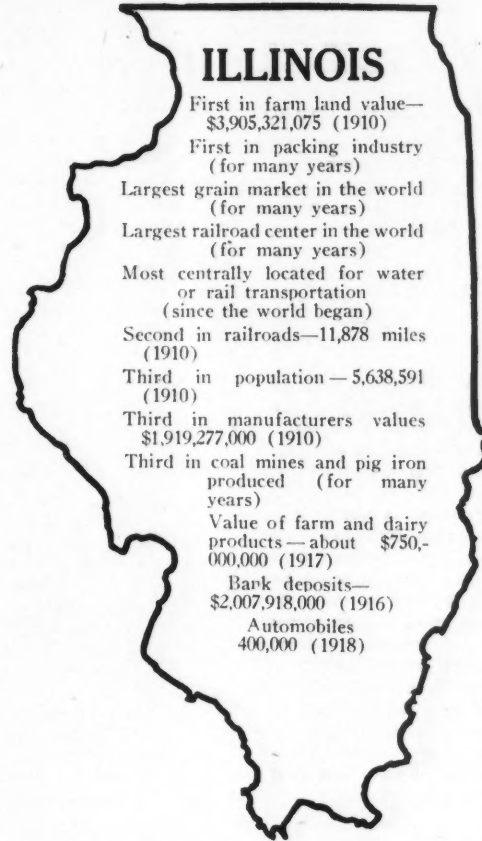 ILLINOIS
First in farm land value—
$3,905,321,075 (1910)
First in packing industry
(for many years)
Largest grain market in the world
(for many years)
Largest railroad center in the world
(for many years)
Most centrally located for water
or rail transportation
(since the world began)
Second in railroads—11,878 miles
(1910)
Third in population — 5,638,591
(1910)
Third in manufacturers values
$1,919,277,000 (1910)
Third in coal mines and pig iron
produced (for many
years)
Value of farm and dairy
products — about $750,-
000,000 (1917)
Bank deposits—
$2,007,918,000 (1916)
Automobiles
400,000 (1918)